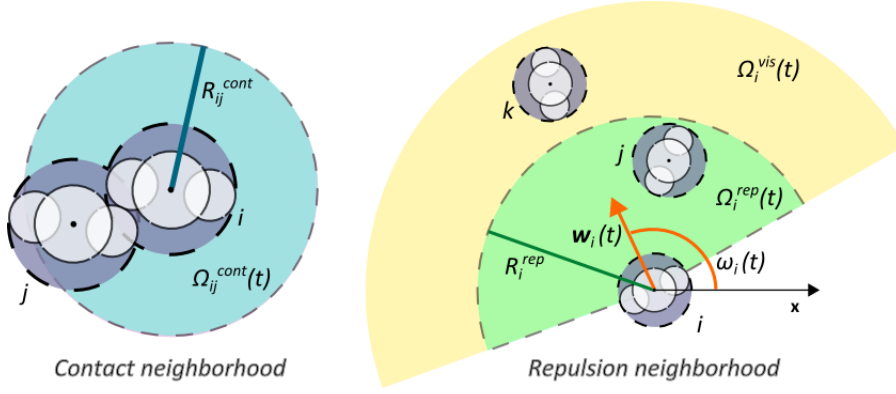 R_ij^cont
i
Ω_ij^cont(t)
j
Contact neighborhood
Ω_i^vis(t)
k
j
Ω_i^rep(t)
w_i(t)
ω_i(t)
R_i^rep
x
i
Repulsion neighborhood